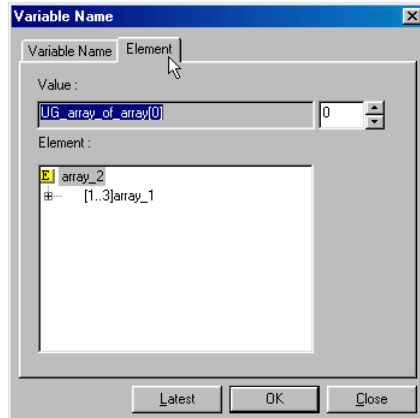 Variable Name
Variable Name Element
Value :
UG_array_of_array[0] 0
Element :
E array_2
[1..3]array_1
Latest OK Close